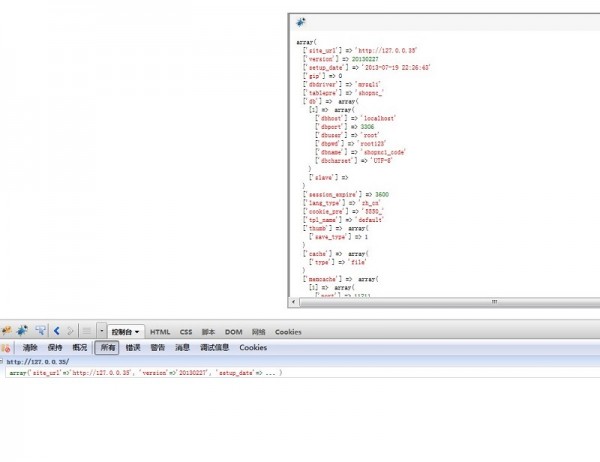 array(
['site_url'] => 'http://127.0.0.35'
['version'] => 20130227
['setup_date'] => '2013-07-19 22:26:43'
['gip'] => 0
['dbdriver'] => 'mysqli'
['tablepre'] => 'shopnc_'
['db'] => array(
[1] => array(
['dbhost'] => 'localhost'
['dbport'] => 3306
['dbuser'] => 'root'
['dbpwd'] => 'root123'
['dbname'] => 'shopnc1_code'
['dbcharset'] => 'UTF-8'
)
['slave'] =>
)
['session_expire'] => 3600
['lang_type'] => 'zh_cn'
['cookie_pre'] =>
['tpl_name'] => 'default'
['thumb'] => array(
['save_type'] => 1
)
['cache'] => array(
['type'] => 'file'
)
['memcache'] => array(
[1] => array(
['port'] => 11211
控制台 HTML CSS 脚本 DOM 网络 Cookies
清除 保持 概况 所有 错误 警告 消息 调试信息 Cookies
http://127.0.0.35/
array('site_url'=>'http://127.0.0.35', 'version'=>'20130227', 'setup_date'=> ... )